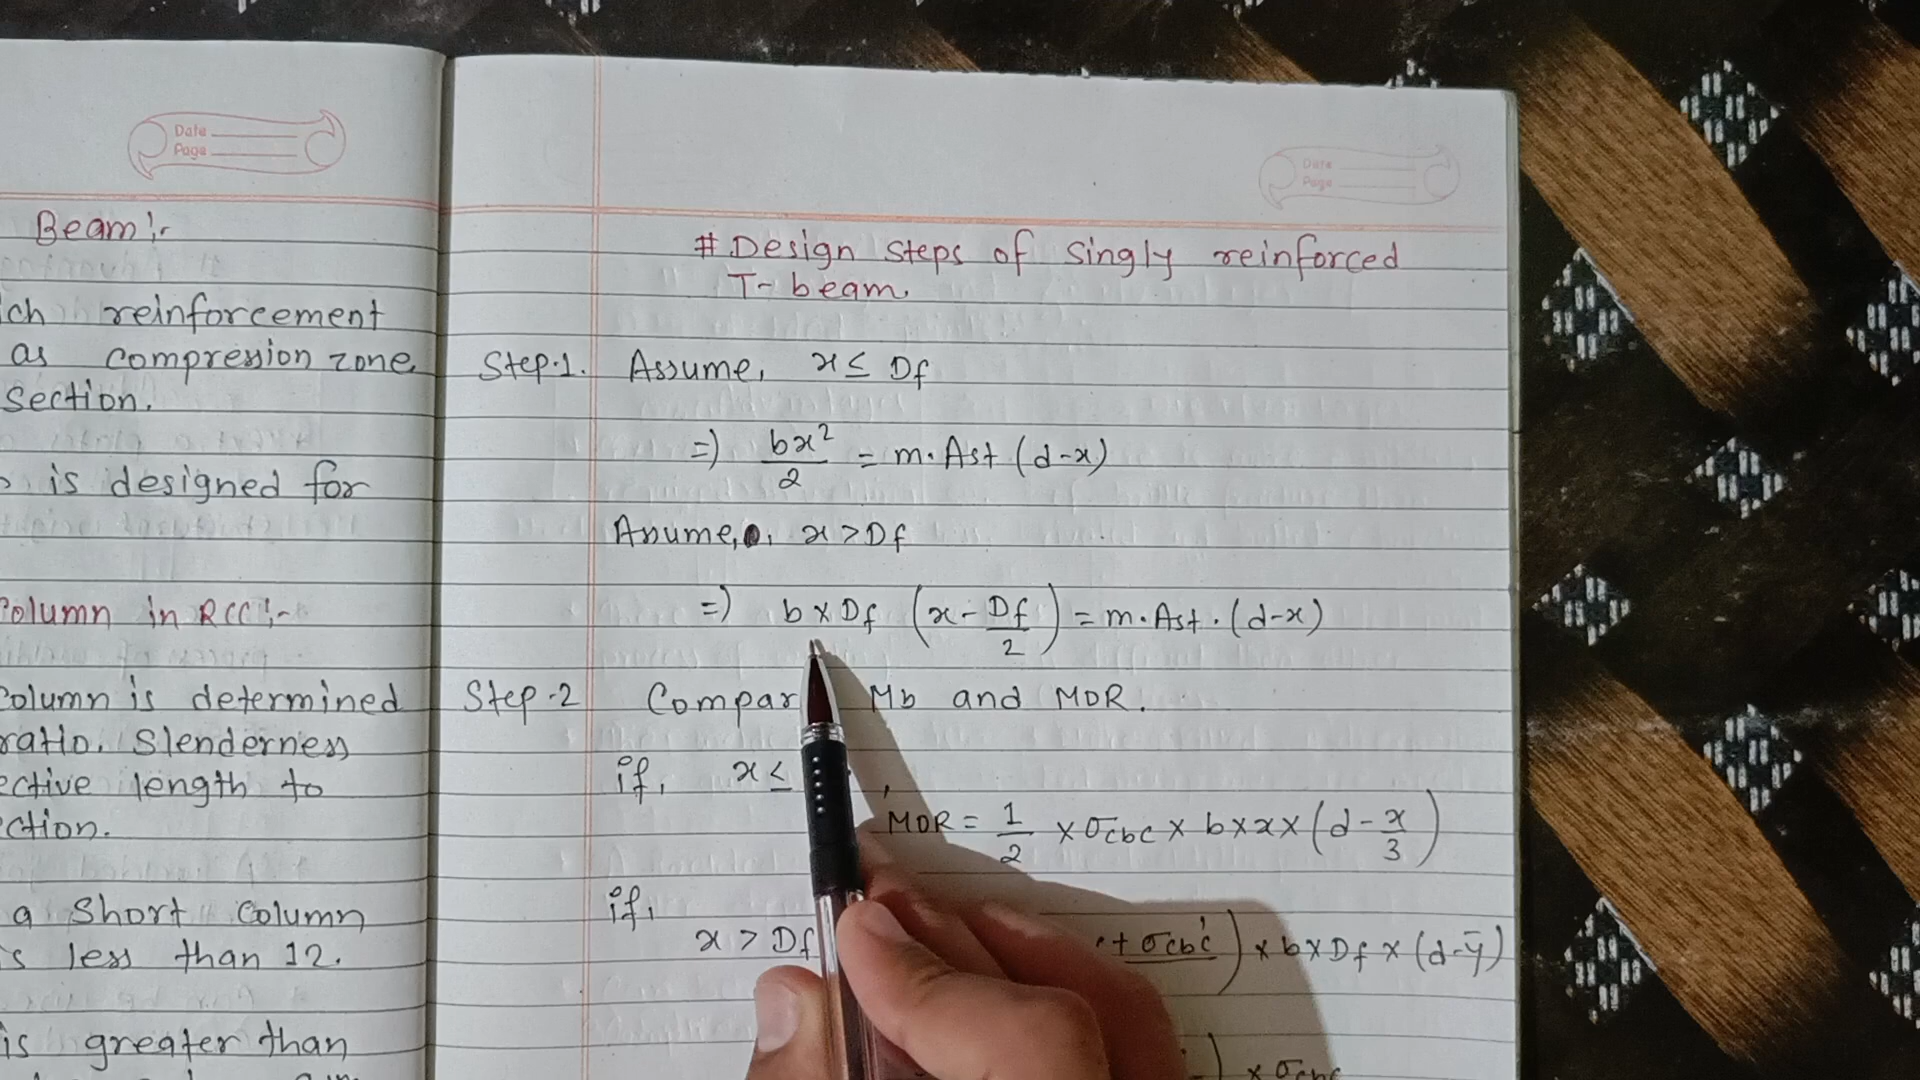 Date
Page
Beam:-
ich reinforcement
as compression zone
section.
is designed for
Column in RCC:-
Column is determined
ratio. Slenderness
ective length to
ction.
a short column
s less than 12.
is greater than
Date
Page
# Design steps of singly reinforced
T-beam.
Step-1. Assume, x ≤ Df
=) bx²/2 = m.Ast (d-x)
Assume, x > Df
=) b x Df (x - Df/2) = m.Ast.(d-x)
Step-2 Compar Mb and MOR.
if, x ≤
MOR = 1/2 x σcbc x b x x x (d - x/3)
if,
x > Df + σcbc') x b x Df x (d-ȳ)
) x σcbc